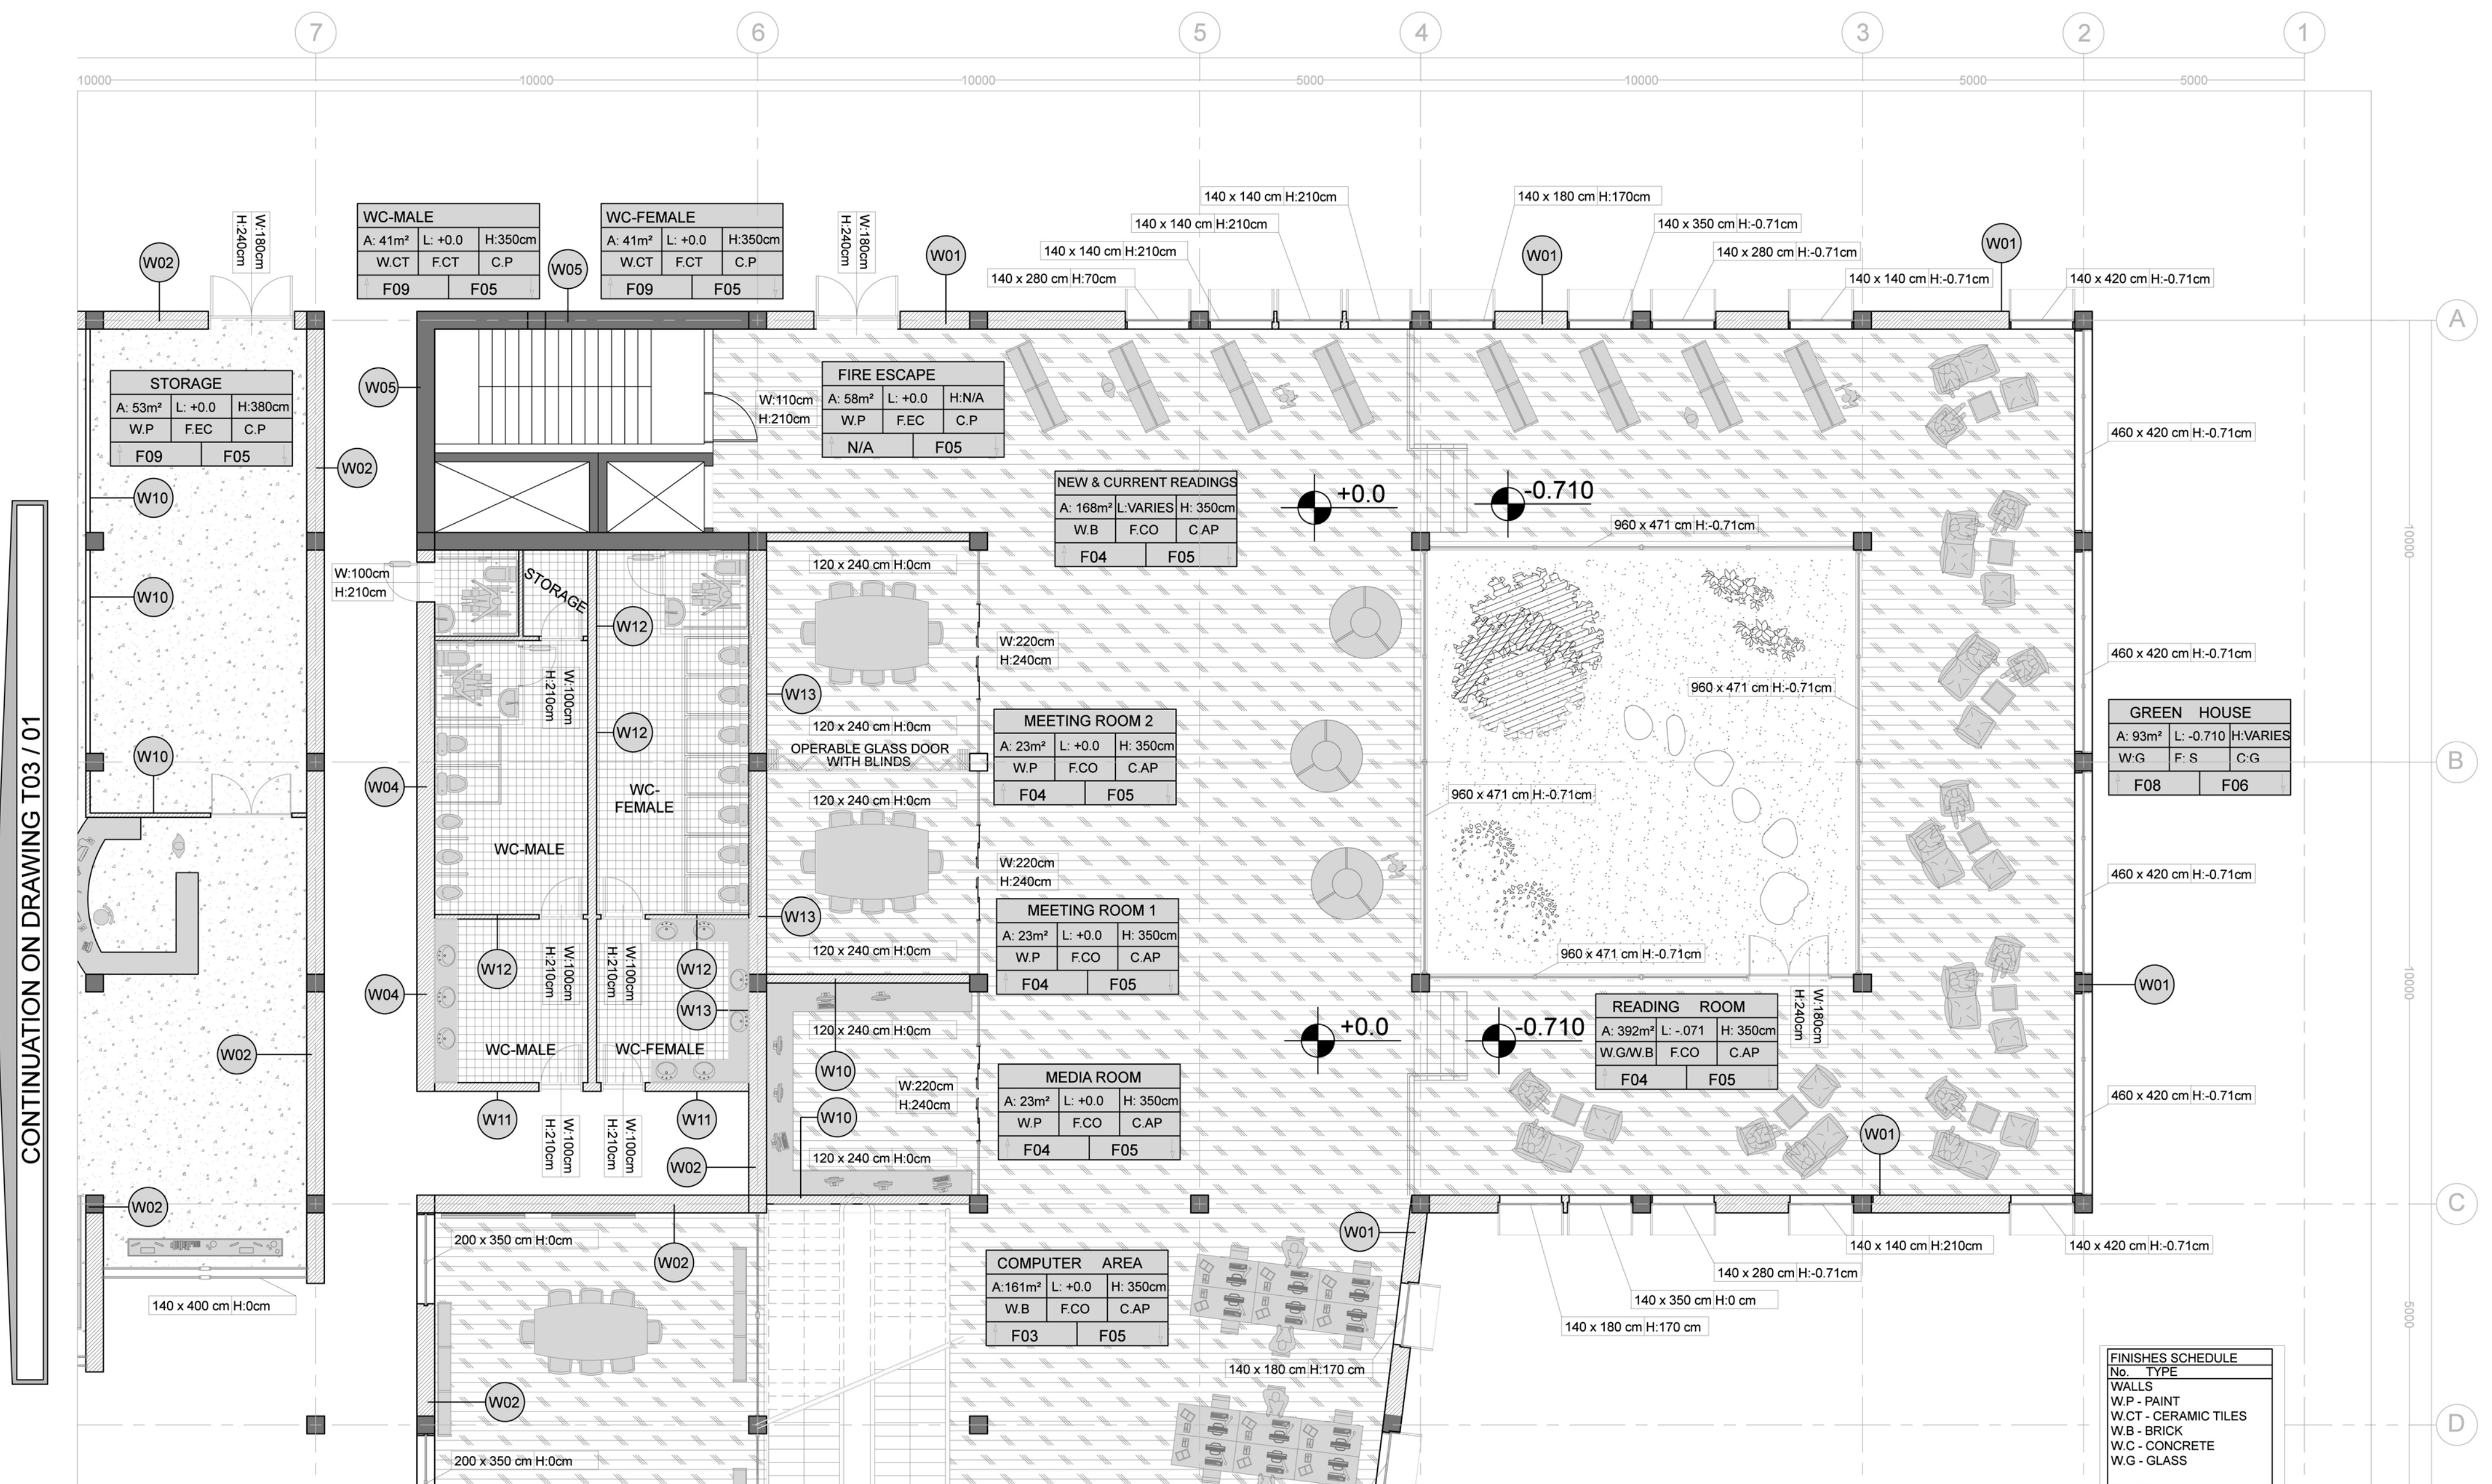 7
6
5
4
3
2
1
10000
10000
10000
5000
10000
5000
5000
140 x 140 cm H:210cm
140 x 180 cm H:170cm
140 x 140 cm H:210cm
140 x 350 cm H:-0.71cm
140 x 140 cm H:210cm
140 x 280 cm H:-0.71cm
140 x 280 cm H:70cm
140 x 140 cm H:-0.71cm
140 x 420 cm H:-0.71cm
W:180cm
H:240cm
W:180cm
H:240cm
W02
W05
W01
W01
W01
WC-MALE
A: 41m² L: +0.0 H:350cm
W.CT F.CT C.P
F09 F05
WC-FEMALE
A: 41m² L: +0.0 H:350cm
W.CT F.CT C.P
F09 F05
A
STORAGE
A: 53m² L: +0.0 H:380cm
W.P F.EC C.P
F09 F05
W05
W02
W:110cm
H:210cm
FIRE ESCAPE
A: 58m² L: +0.0 H:N/A
W.P F.EC C.P
N/A F05
460 x 420 cm H:-0.71cm
NEW & CURRENT READINGS
A: 168m² L:VARIES H: 350cm
W.B F.CO C.AP
F04 F05
+0.0
-0.710
960 x 471 cm H:-0.71cm
10000
W10
W10
W10
W:100cm
H:210cm
STORAGE
120 x 240 cm H:0cm
W12
W:220cm
H:240cm
W:100cm
H:210cm
W13
W12
120 x 240 cm H:0cm
OPERABLE GLASS DOOR
WITH BLINDS
120 x 240 cm H:0cm
960 x 471 cm H:-0.71cm
460 x 420 cm H:-0.71cm
MEETING ROOM 2
A: 23m² L: +0.0 H: 350cm
W.P F.CO C.AP
F04 F05
GREEN HOUSE
A: 93m² L: -0.710 H:VARIES
W:G F: S C:G
F08 F06
B
CONTINUATION ON DRAWING T03 / 01
W04
WC-
FEMALE
WC-MALE
960 x 471 cm H:-0.71cm
W:220cm
H:240cm
460 x 420 cm H:-0.71cm
MEETING ROOM 1
A: 23m² L: +0.0 H: 350cm
W.P F.CO C.AP
F04 F05
W13
120 x 240 cm H:0cm
960 x 471 cm H:-0.71cm
W04
W12
W:100cm
H:210cm
W:100cm
H:210cm
W12
W13
W01
10000
READING ROOM
A: 392m² L: -.071 H: 350cm
W.G/W.B F.CO C.AP
F04 F05
W:180cm
H:240cm
+0.0
-0.710
W02
WC-MALE
WC-FEMALE
120 x 240 cm H:0cm
W10
W:220cm
H:240cm
MEDIA ROOM
A: 23m² L: +0.0 H: 350cm
W.P F.CO C.AP
F04 F05
460 x 420 cm H:-0.71cm
W11
W:100cm
H:210cm
W:100cm
H:210cm
W11
W10
W01
120 x 240 cm H:0cm
W02
C
W02
200 x 350 cm H:0cm
W02
W01
140 x 140 cm H:210cm
140 x 420 cm H:-0.71cm
COMPUTER AREA
A:161m² L: +0.0 H: 350cm
W.B F.CO C.AP
F03 F05
140 x 280 cm H:-0.71cm
140 x 350 cm H:0 cm
140 x 180 cm H:170 cm
140 x 400 cm H:0cm
5000
140 x 180 cm H:170 cm
W02
D
200 x 350 cm H:0cm
FINISHES SCHEDULE
No. TYPE
WALLS
W.P - PAINT
W.CT - CERAMIC TILES
W.B - BRICK
W.C - CONCRETE
W.G - GLASS